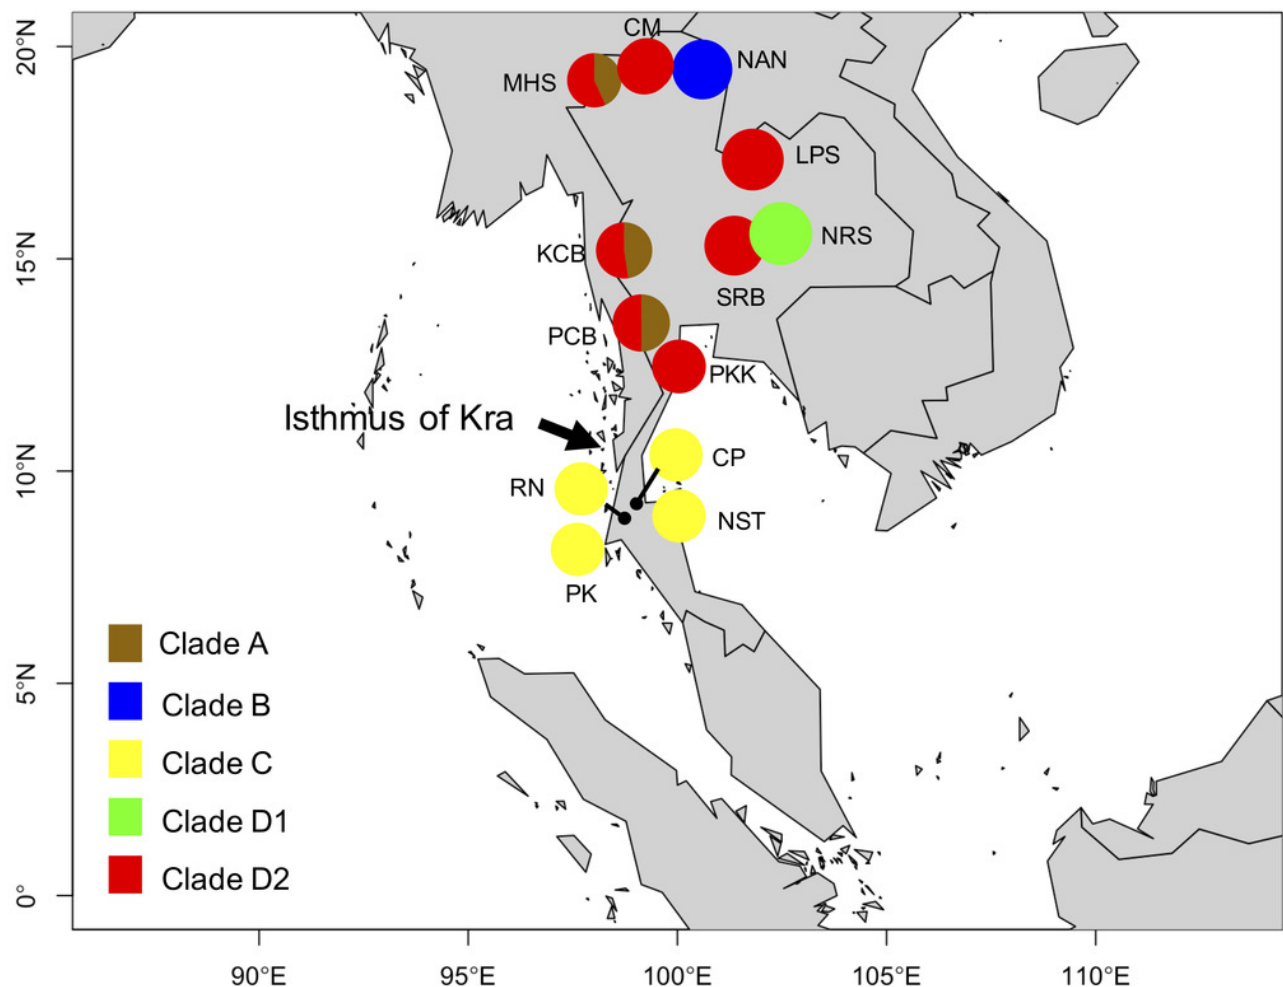 20°N
15°N
10°N
5°N
0°
CM
NAN
MHS
LPS
NRS
KCB
SRB
PCB
PKK
Isthmus of Kra
CP
RN
NST
PK
Clade A
Clade B
Clade C
Clade D1
Clade D2
90°E
95°E
100°E
105°E
110°E